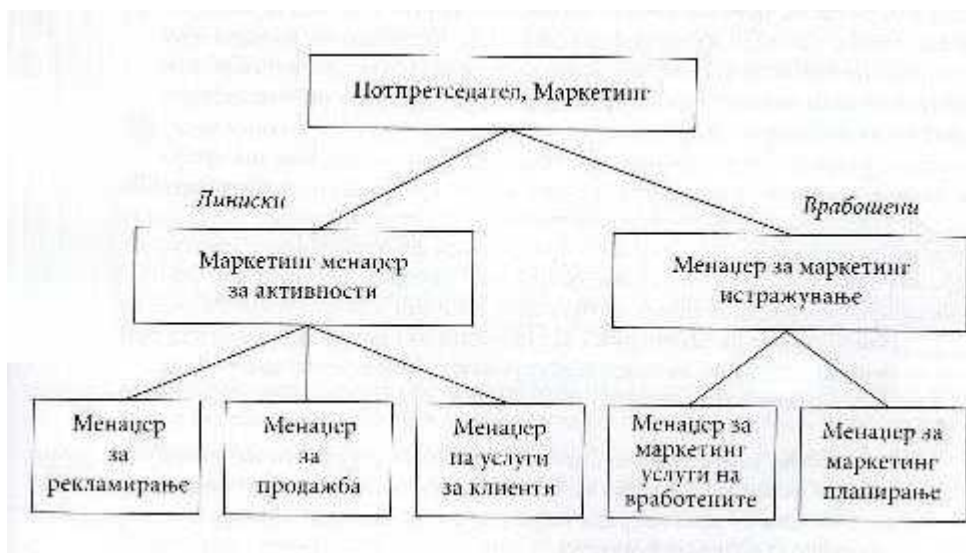 Потпретседател, Маркетинг
Линиски
Врабошени
Маркетинг менаџер
за активности
Менаџер за маркетинг
истражување
Менаџер
за
рекламирање
Менаџер
за
продажба
Менаџер
на услуги
за клиенти
Менаџер за
маркетинг
услуги на
вработените
Менаџер за
маркетинг
планирање